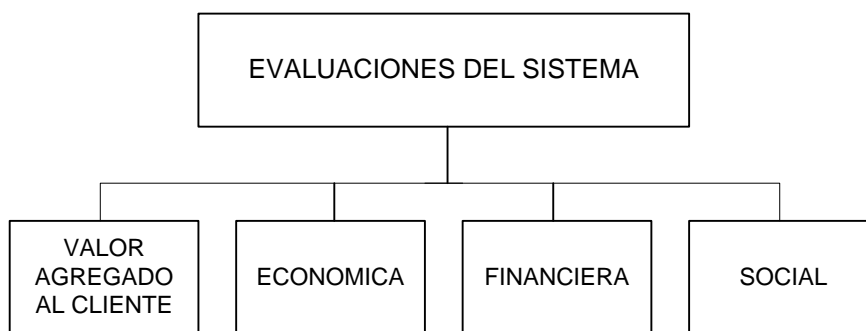 EVALUACIONES DEL SISTEMA
VALOR
AGREGADO
AL CLIENTE
ECONOMICA
FINANCIERA
SOCIAL